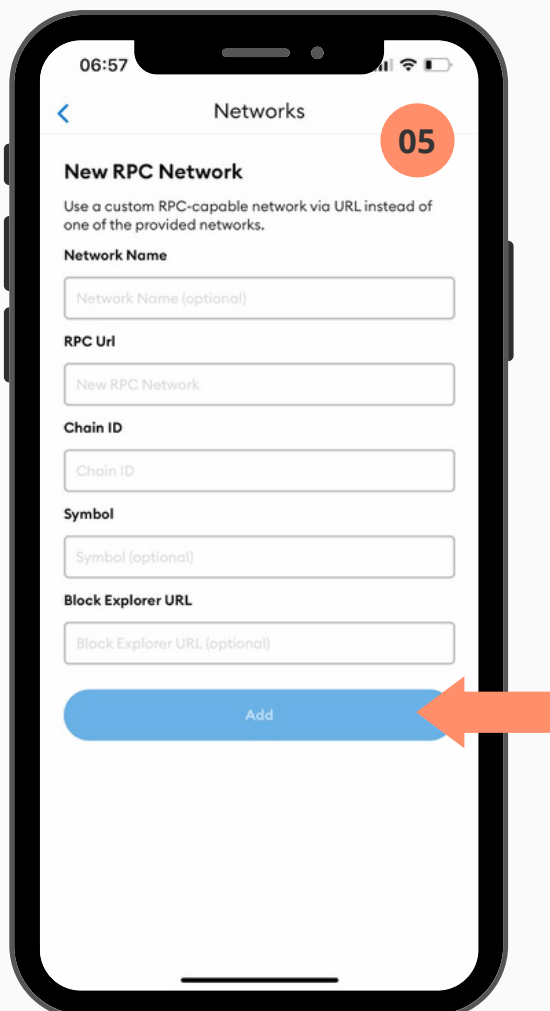 06:57
Networks
05
New RPC Network
Use a custom RPC-capable network via URL instead of
one of the provided networks.
Network Name
Network Name (optional)
RPC Url
New RPC Network
Chain ID
Chain ID
Symbol
Symbol (optional)
Block Explorer URL
Block Explorer URL (optional)
Add